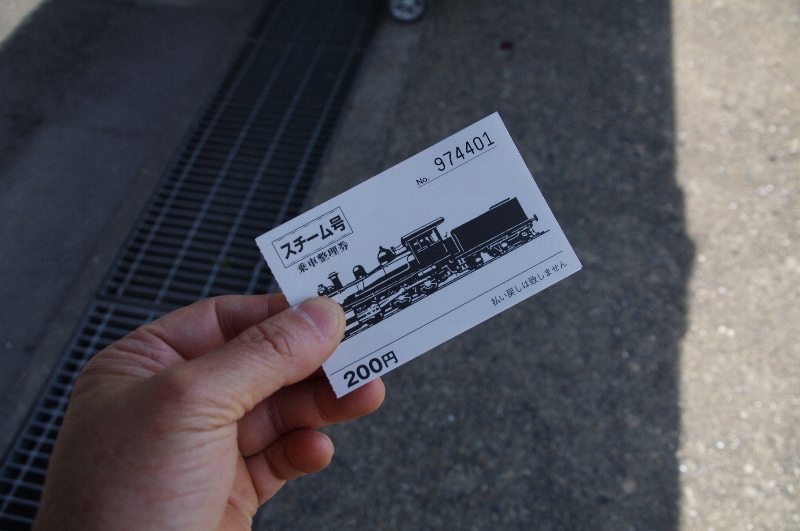 No. 974401
スチーム号
乗車整理券
払い戻しは致しません
200円